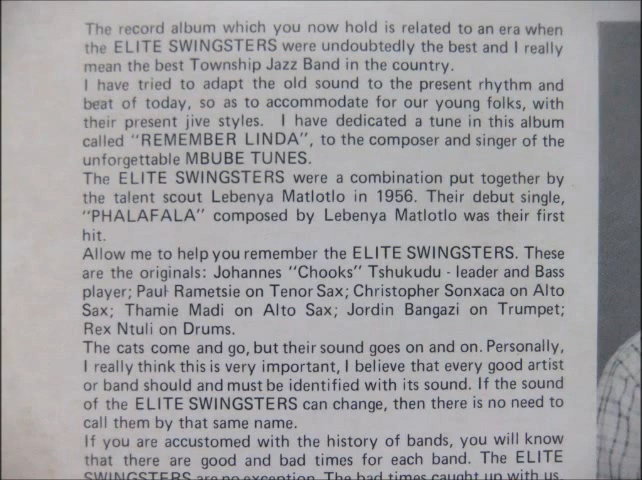 The record album which you now hold is related to an era when
the ELITE SWINGSTERS were undoubtedly the best and I really
mean the best Township Jazz Band in the country.
I have tried to adapt the old sound to the present rhythm and
beat of today, so as to accommodate for our young folks, with
their present jive styles. I have dedicated a tune in this album
called "REMEMBER LINDA", to the composer and singer of the
unforgettable MBUBE TUNES.
The ELITE SWINGSTERS were a combination put together by
the talent scout Lebenya Matlotlo in 1956. Their debut single,
"PHALAFALA" composed by Lebenya Matlotlo was their first
hit.
Allow me to help you remember the ELITE SWINGSTERS. These
are the originals: Johannes "Chooks" Tshukudu - leader and Bass
player; Paul Rametsie on Tenor Sax; Christopher Sonxaca on Alto
Sax; Thamie Madi on Alto Sax; Jordin Bangazi on Trumpet;
Rex Ntuli on Drums.
The cats come and go, but their sound goes on and on. Personally,
I really think this is very important, I believe that every good artist
or band should and must be identified with its sound. If the sound
of the ELITE SWINGSTERS can change, then there is no need to
call them by that same name.
If you are accustomed with the history of bands, you will know
that there are good and bad times for each band. The ELITE
SWINGSTERS are no exception. The bad times caught up with us,